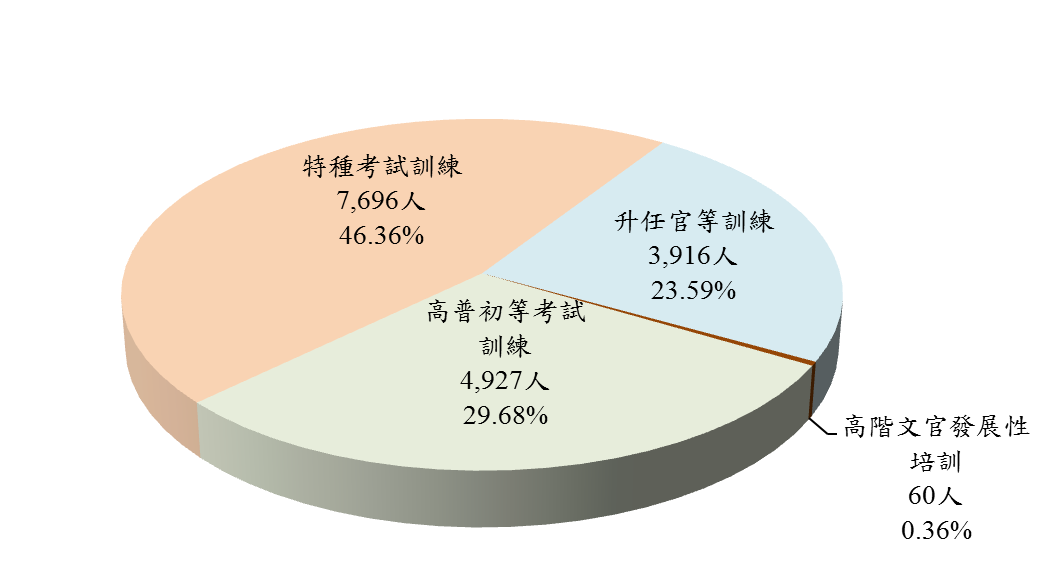 特種考試訓練
7,696人
46.36%
升任官等訓練
3,916人
23.59%
高普初等考試
訓練
4,927人
29.68%
高階文官發展性
培訓
60人
0.36%